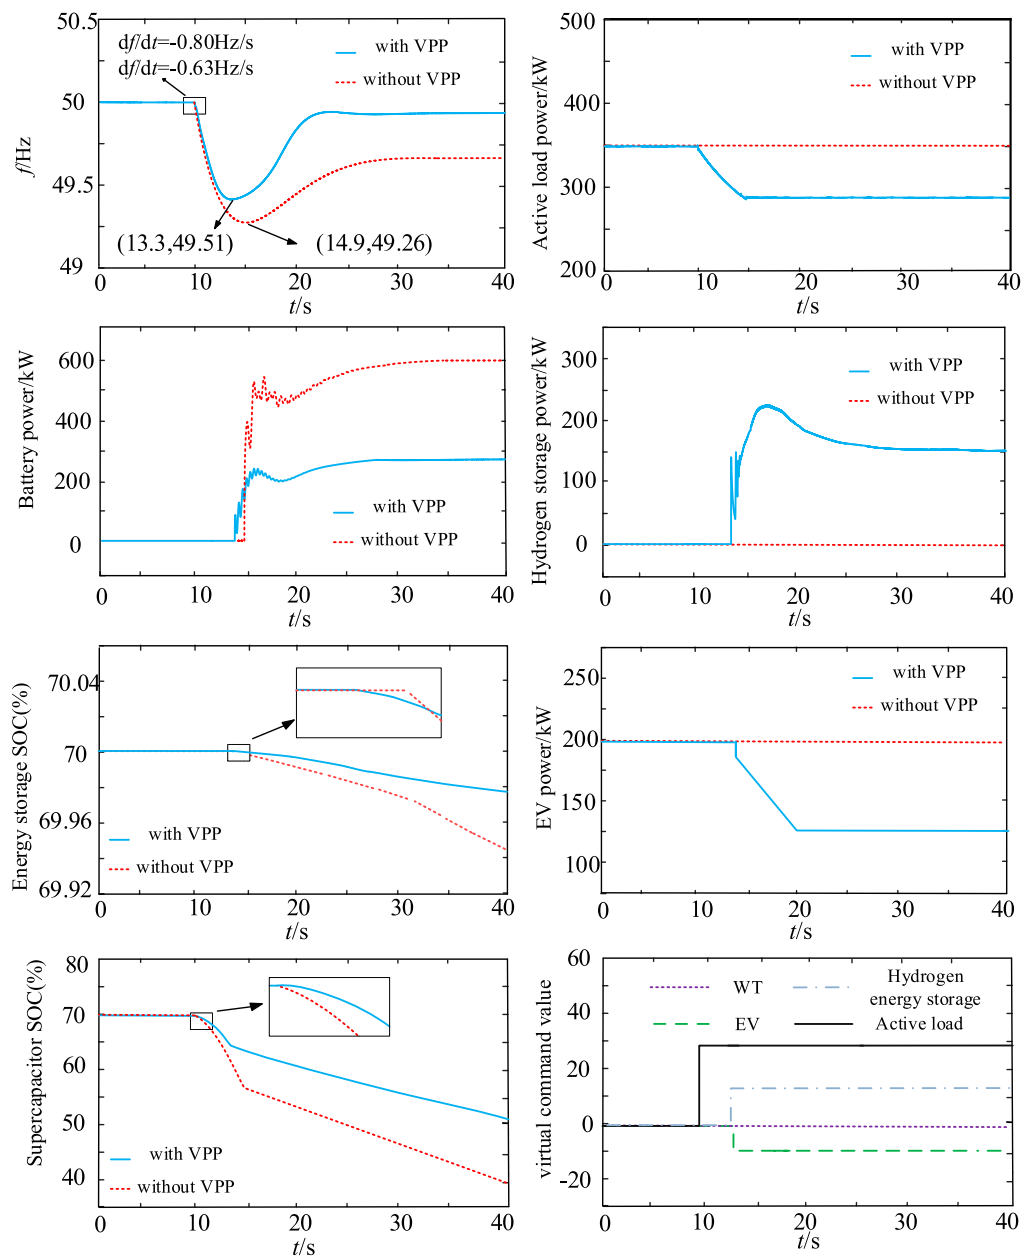 50.5
50
49.5
49
f/Hz
df/dt=-0.80Hz/s
df/dt=-0.63Hz/s
with VPP
without VPP
(13.3,49.51)
(14.9,49.26)
0
10
20
30
40
t/s
500
400
300
200
Active load power/kW
with VPP
without VPP
0
10
20
30
40
t/s
600
400
200
0
Battery power/kW
with VPP
without VPP
0
10
20
30
40
t/s
300
200
100
0
Hydrogen storage power/kW
with VPP
without VPP
0
10
20
30
40
t/s
70.04
70
69.96
69.92
Energy storage SOC(%)
with VPP
without VPP
0
10
20
30
40
t/s
250
200
150
100
EV power/kW
with VPP
without VPP
0
10
20
30
40
t/s
80
70
60
50
40
Supercapacitor SOC(%)
with VPP
without VPP
0
10
20
30
40
t/s
60
40
20
0
-20
virtual command value
WT
Hydrogen
energy storage
EV
Active load
0
10
20
30
40
t/s